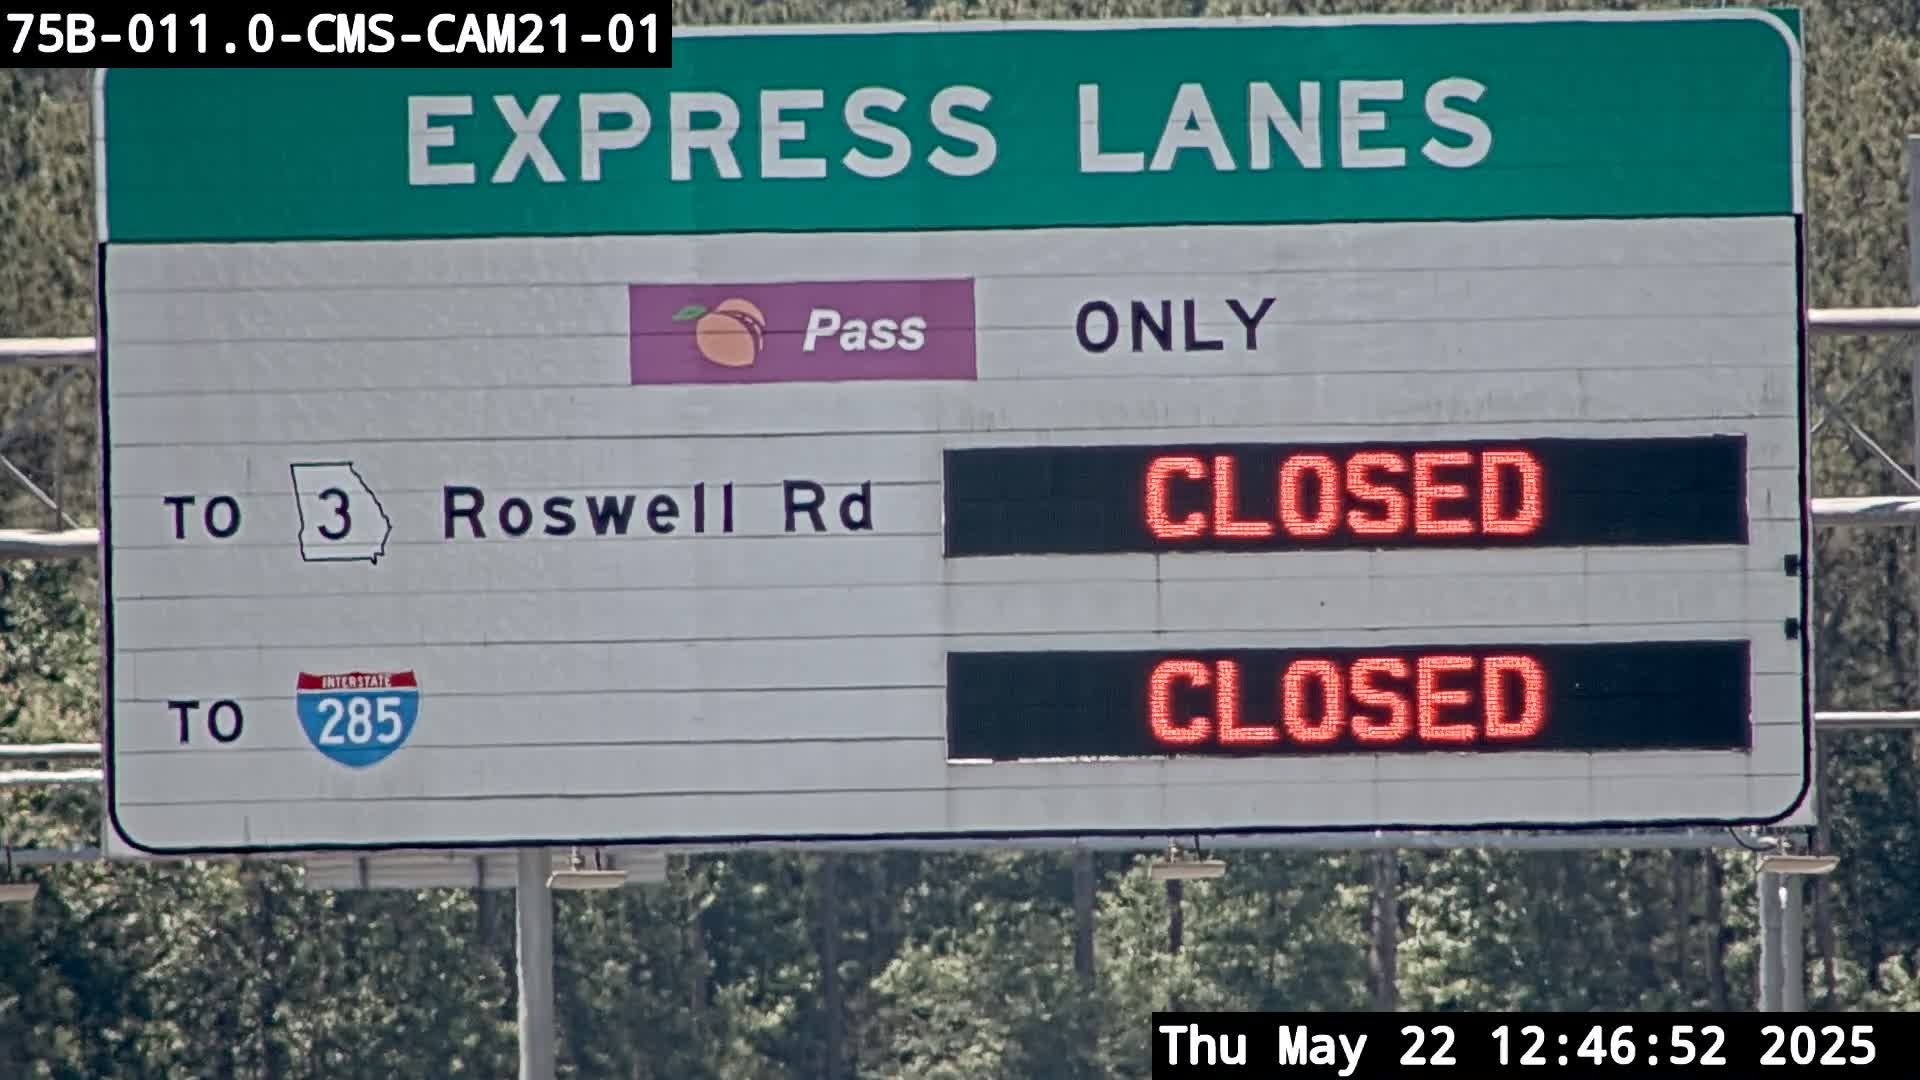 75B-011.0-CMS-CAM21-01
EXPRESS LANES
Pass ONLY
TO 3 Roswell Rd CLOSED
INTERSTATE
TO 285 CLOSED
Thu May 22 12:46:52 2025